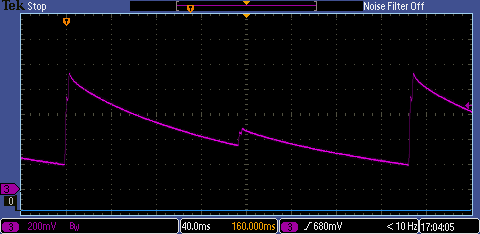 Tek Stop Noise Filter Off
T
3
0
3 200mV Bw 40.0ms 160.000ms 3 680mV < 10 Hz 17:04:05